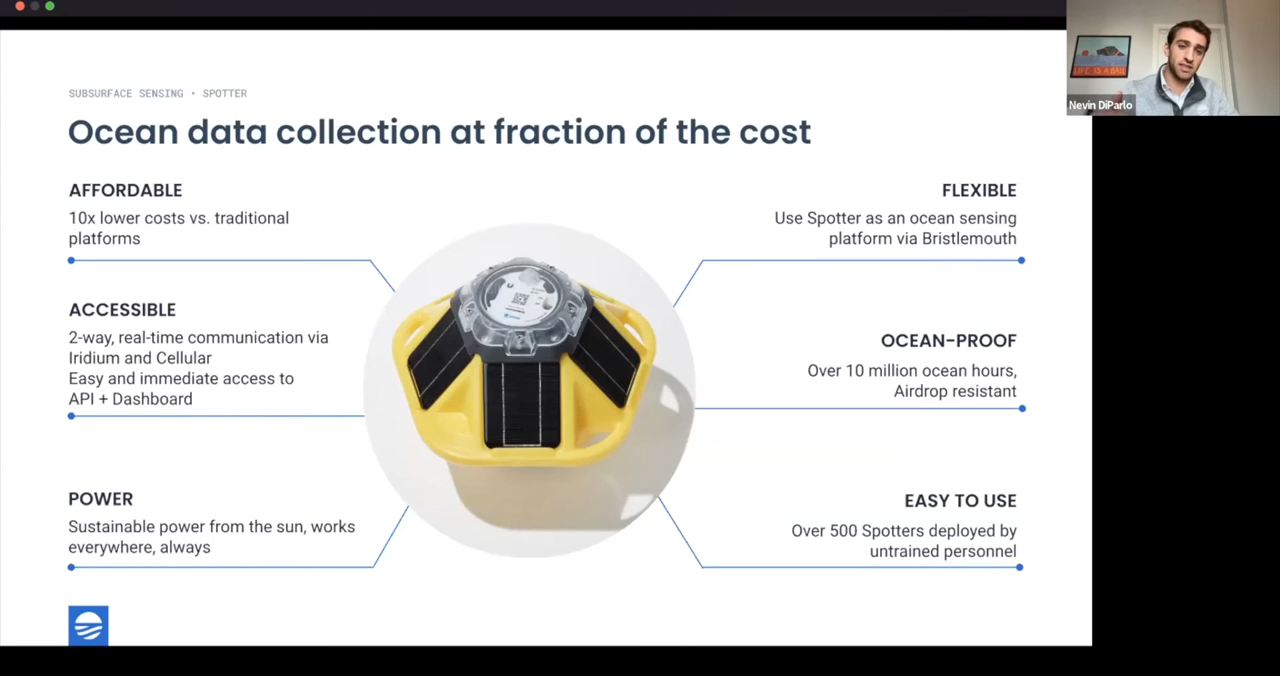 SUBSURFACE SENSING • SPOTTER
Ocean data collection at fraction of the cost
AFFORDABLE
10x lower costs vs. traditional
platforms
ACCESSIBLE
2-way, real-time communication via
Iridium and Cellular
Easy and immediate access to
API + Dashboard
POWER
Sustainable power from the sun, works
everywhere, always
FLEXIBLE
Use Spotter as an ocean sensing
platform via Bristlemouth
OCEAN-PROOF
Over 10 million ocean hours,
Airdrop resistant
EASY TO USE
Over 500 Spotters deployed by
untrained personnel
LIFE IS A BALL
Nevin DiParlo